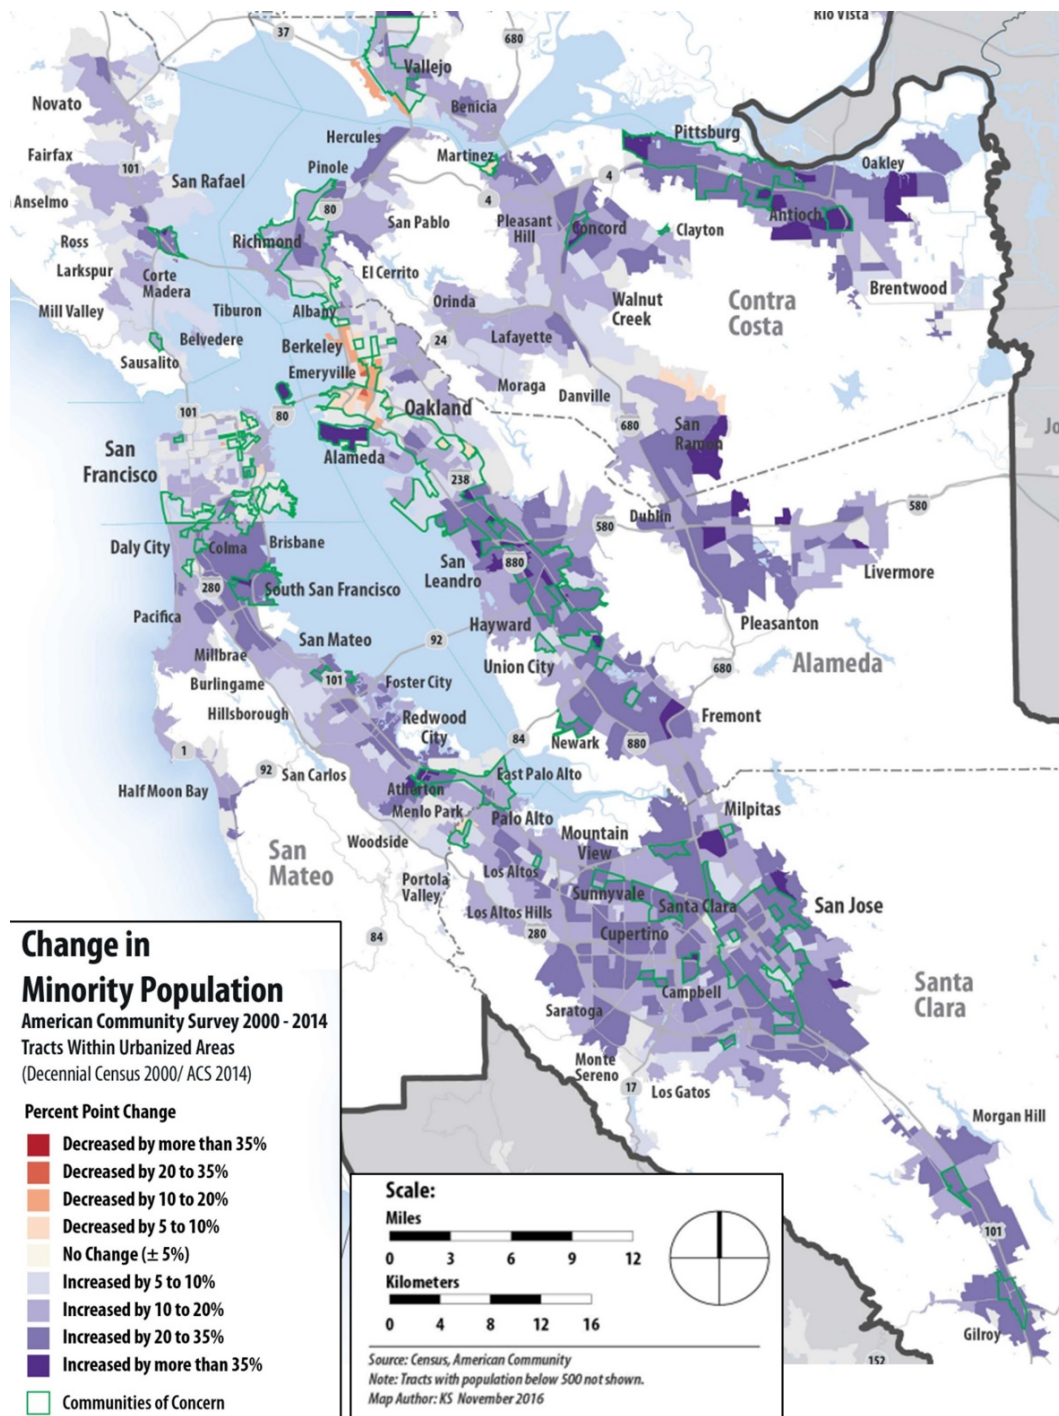 Rio Vista
37
680
Vallejo
Novato
Benicia
Hercules
Pittsburg
Fairfax
Martinez
Oakley
101
Pinole
San Rafael
4
Anselmo
80
4
San Pablo
Pleasant
Hill
Concord
Antioch
Clayton
Ross
Richmond
Larkspur
Corte
Madera
El Cerrito
Brentwood
Mill Valley
Tiburon
Albany
Orinda
Walnut
Creek
Contra
Costa
Belvedere
Berkeley
24
Lafayette
Sausalito
Emeryville
Moraga
Danville
101
80
Oakland
680
San
Ramon
Jo
San
Francisco
Alameda
238
580
Dublin
580
Daly City
Colma
Brisbane
San
Leandro
880
Livermore
280
South San Francisco
Pacifica
Hayward
Pleasanton
San Mateo
92
Millbrae
Union City
680
Alameda
Burlingame
101
Foster City
Hillsborough
Redwood
City
Fremont
84
Newark
880
1
92
San Carlos
East Palo Alto
Half Moon Bay
Atherton
Menlo Park
Palo Alto
Milpitas
Woodside
Mountain
View
San
Mateo
Portola
Valley
Los Altos
Sunnyvale
Santa Clara
San Jose
Los Altos Hills
280
Cupertino
84
Campbell
Santa
Clara
Saratoga
Monte
Sereno
17
Los Gatos
Morgan Hill
101
Gilroy
152
Change in
Minority Population
American Community Survey 2000 - 2014
Tracts Within Urbanized Areas
(Decennial Census 2000/ ACS 2014)
Percent Point Change
Decreased by more than 35%
Decreased by 20 to 35%
Decreased by 10 to 20%
Decreased by 5 to 10%
No Change (± 5%)
Increased by 5 to 10%
Increased by 10 to 20%
Increased by 20 to 35%
Increased by more than 35%
Communities of Concern
Scale:
Miles
0 3 6 9 12
Kilometers
0 4 8 12 16
Source: Census, American Community
Note: Tracts with population below 500 not shown.
Map Author: KS November 2016